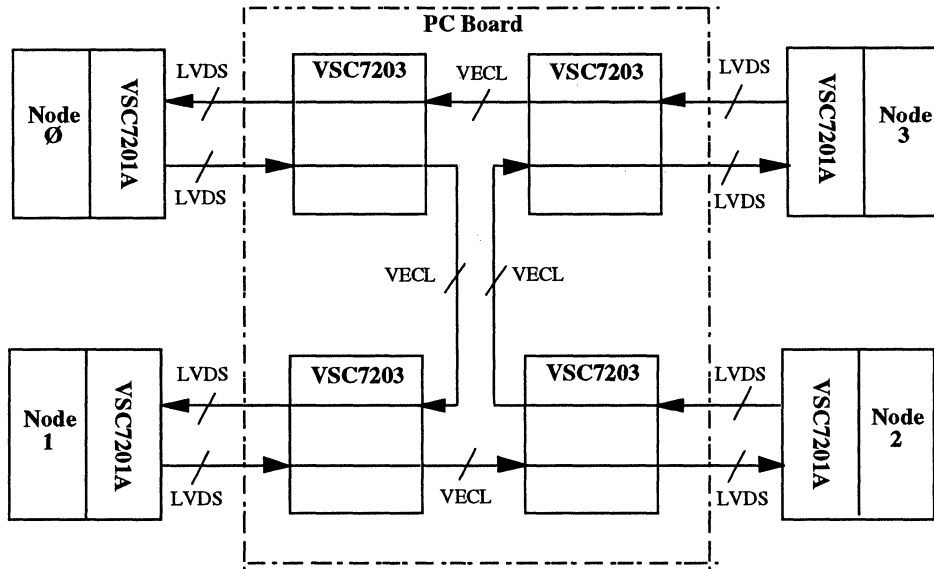 PC Board
VSC7203
VSC7203
LVDS
VECL
LVDS
Node
Ø
VSC7201A
VSC7201A
Node
3
LVDS
LVDS
VECL
VECL
VSC7203
VSC7203
LVDS
LVDS
Node
1
VSC7201A
VSC7201A
Node
2
LVDS
VECL
LVDS